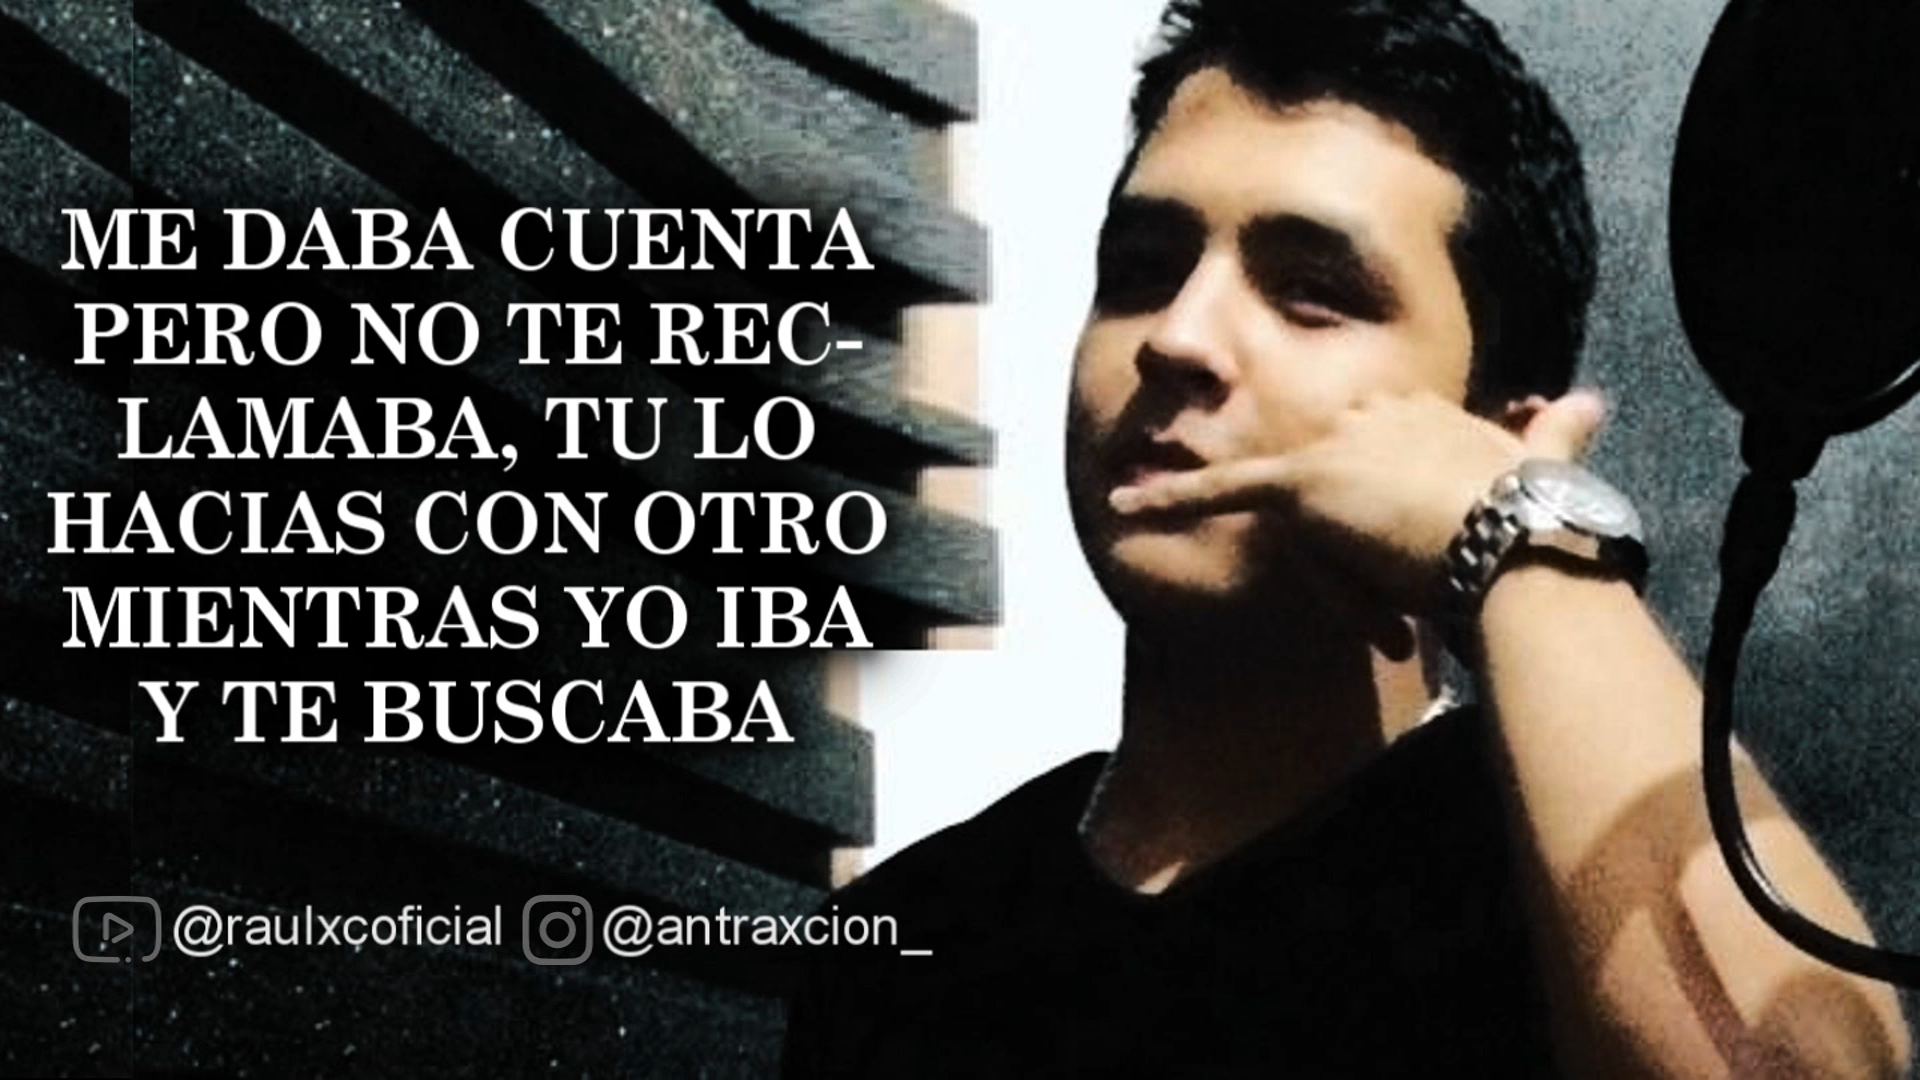 ME DABA CUENTA
PERO NO TE REC-
LAMABA, TU LO
HACIAS CON OTRO
MIENTRAS YO IBA
Y TE BUSCABA
@raulxcoficial @antraxcion_